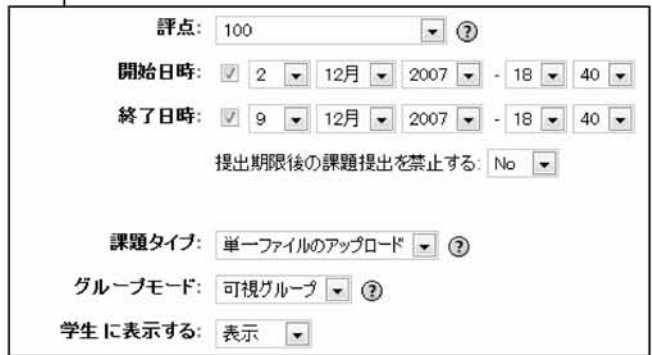 評点: 100 ?
開始日時: 2 12月 2007 - 18 40
終了日時: 9 12月 2007 - 18 40
提出期限後の課題提出を禁止する: No
課題タイプ: 単一ファイルのアップロード ?
グループモード: 可視グループ ?
学生 に表示する: 表示